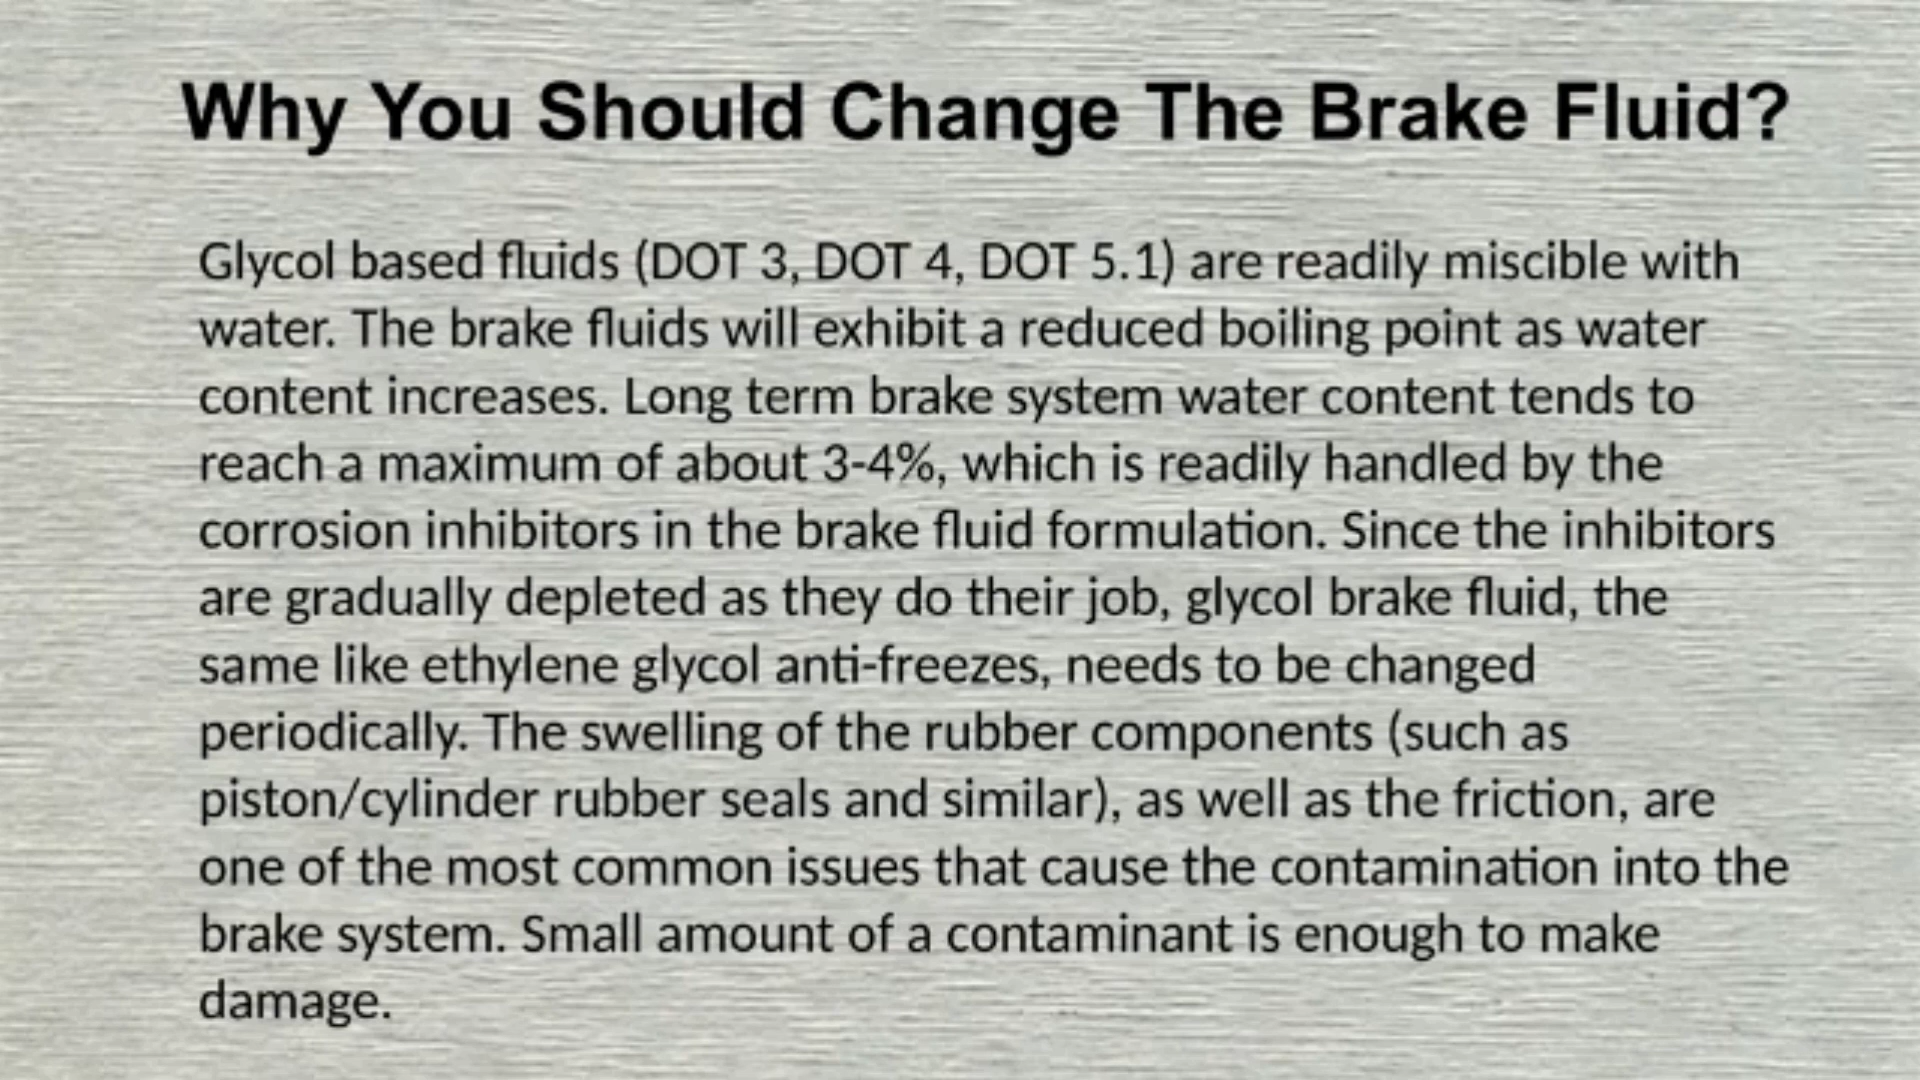 Why You Should Change The Brake Fluid?
Glycol based fluids (DOT 3, DOT 4, DOT 5.1) are readily miscible with
water. The brake fluids will exhibit a reduced boiling point as water
content increases. Long term brake system water content tends to
reach a maximum of about 3-4%, which is readily handled by the
corrosion inhibitors in the brake fluid formulation. Since the inhibitors
are gradually depleted as they do their job, glycol brake fluid, the
same like ethylene glycol anti-freezes, needs to be changed
periodically. The swelling of the rubber components (such as
piston/cylinder rubber seals and similar), as well as the friction, are
one of the most common issues that cause the contamination into the
brake system. Small amount of a contaminant is enough to make
damage.